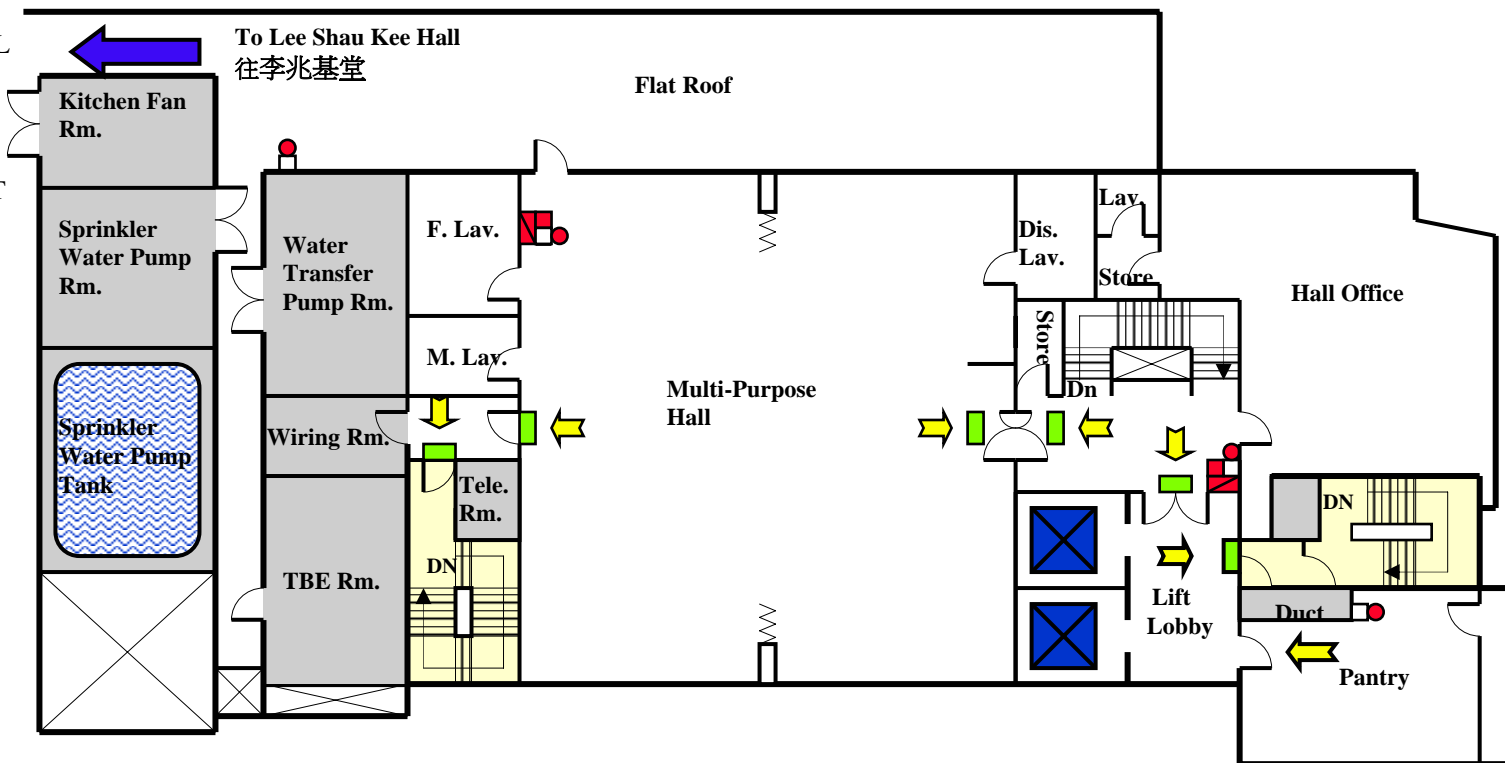 L
To Lee Shau Kee Hall
往李兆基堂
Flat Roof
Kitchen Fan
Rm.
T
Sprinkler
Water Pump
Rm.
Water
Transfer
Pump Rm.
F. Lav.
Dis.
Lav.
Lav.
Store
Hall Office
Store
M. Lav.
Multi-Purpose
Hall
Dn
Sprinkler
Water Pump
Tank
Wiring Rm.
Tele.
Rm.
DN
DN
TBE Rm.
Lift
Lobby
Duct
Pantry